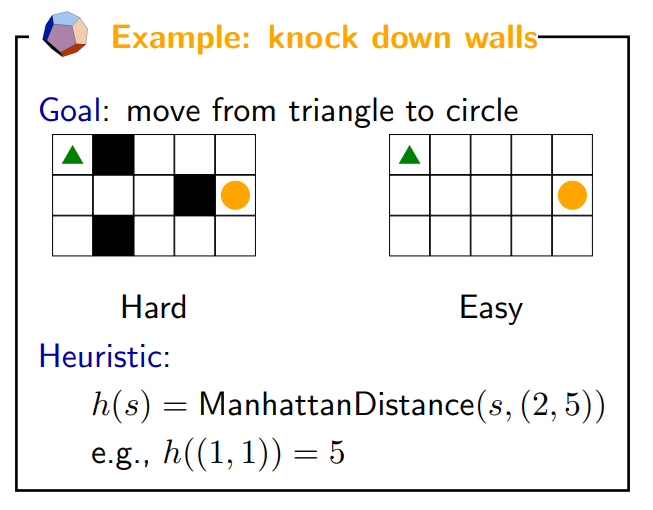 Example: knock down walls
Goal: move from triangle to circle
Hard Easy
Heuristic:
h(s) = ManhattanDistance(s, (2, 5))
e.g., h((1, 1)) = 5